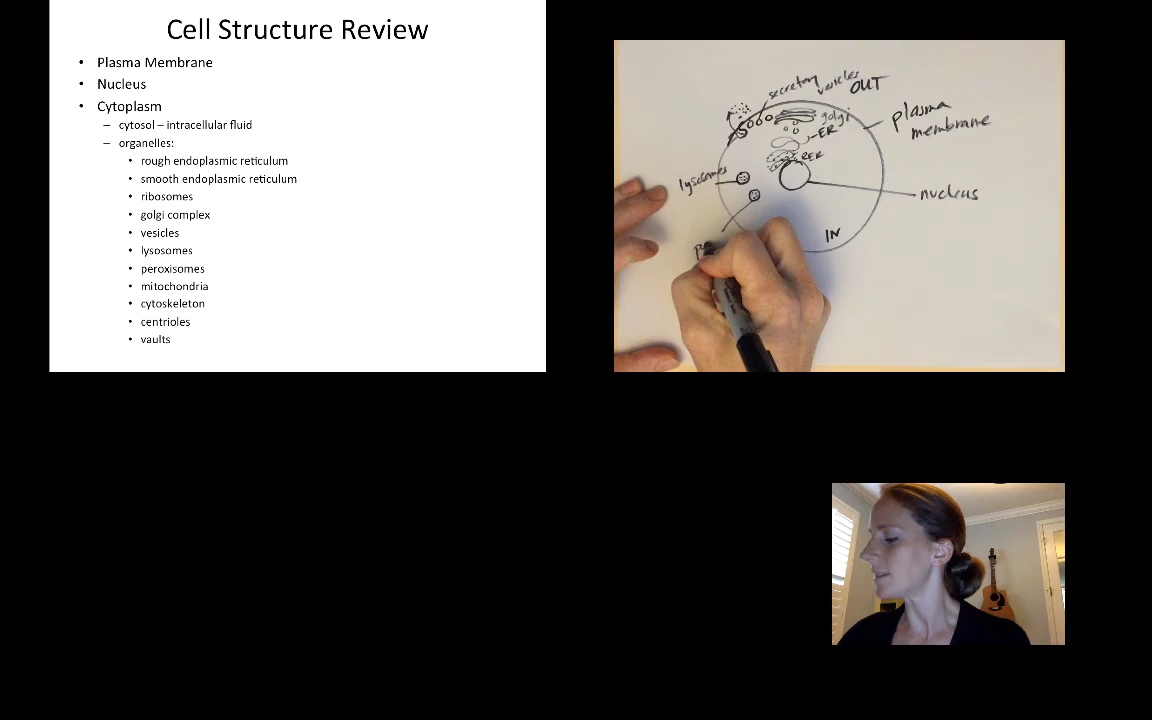 Cell Structure Review
• Plasma Membrane
• Nucleus
• Cytoplasm
– cytosol – intracellular fluid
– organelles:
• rough endoplasmic reticulum
• smooth endoplasmic reticulum
• ribosomes
• golgi complex
• vesicles
• lysosomes
• peroxisomes
• mitochondria
• cytoskeleton
• centrioles
• vaults
secretory vesicles
OUT
golgi
plasma
membrane
ER
RER
lysosomes
nucleus
IN